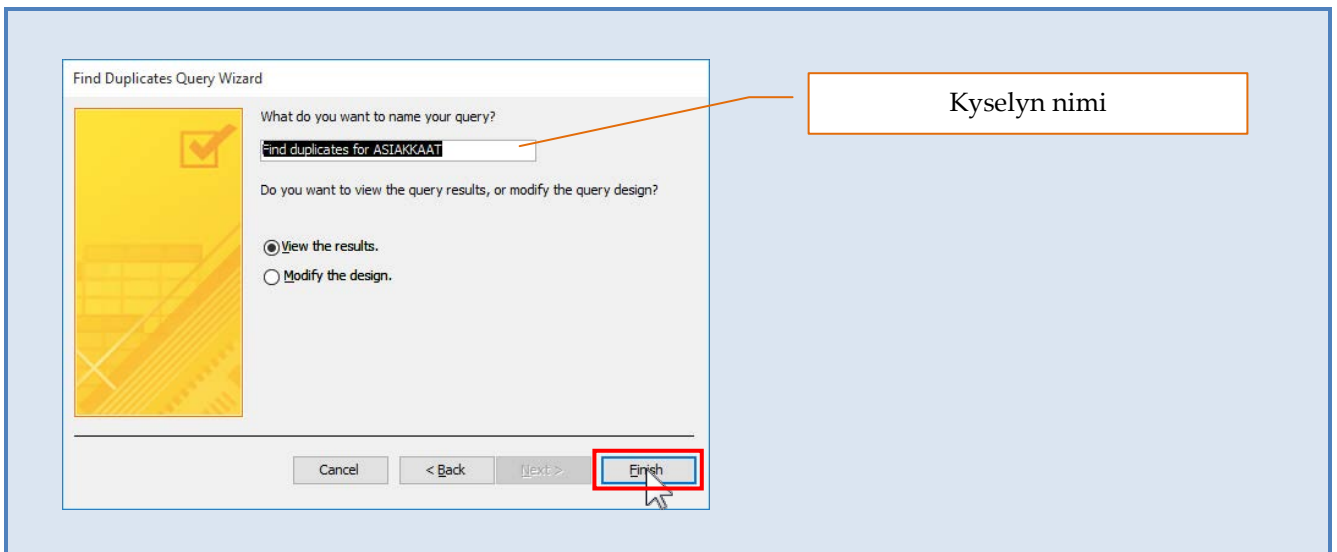 Find Duplicates Query Wizard
What do you want to name your query?
Kyselyn nimi
Find duplicates for ASIAKKAAT
Do you want to view the query results, or modify the query design?
View the results.
Modify the design.
Cancel
< Back
Next >
Finish